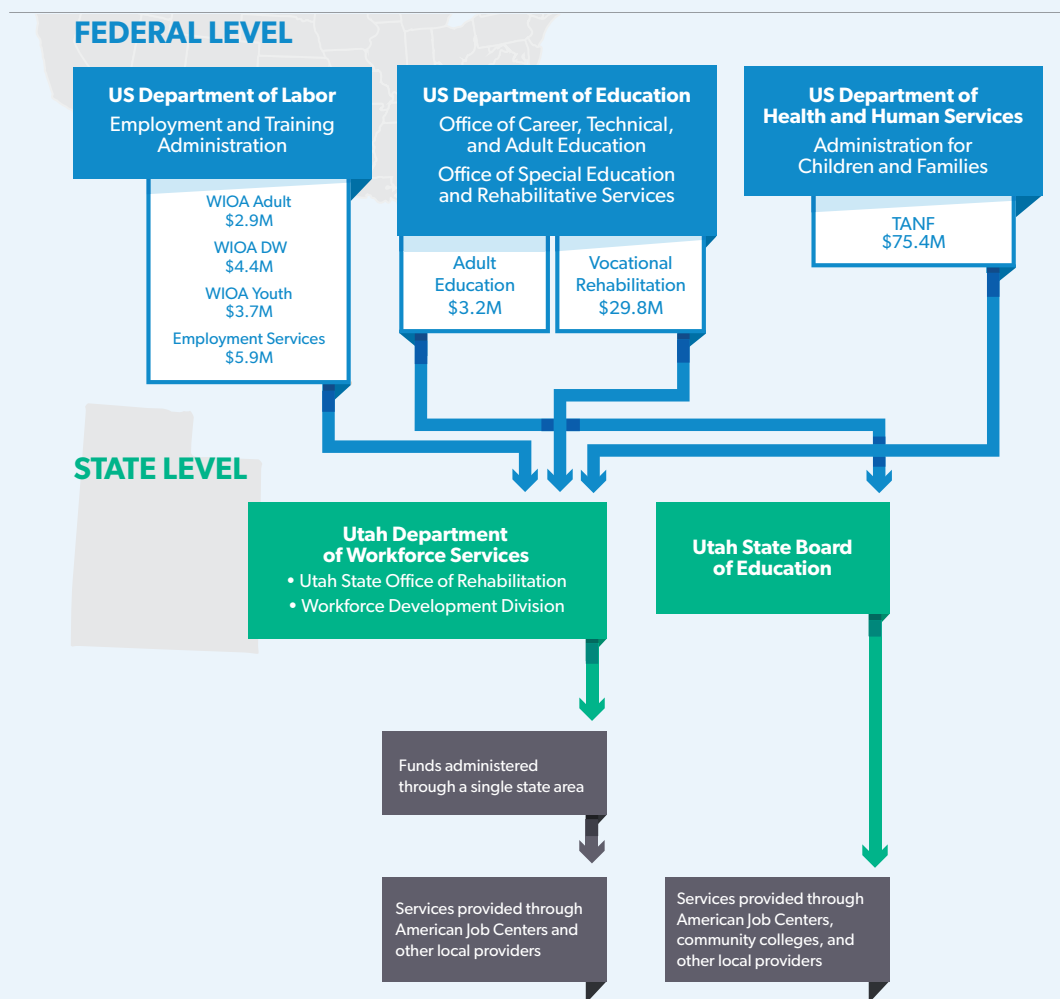 FEDERAL LEVEL
US Department of Labor
Employment and Training
Administration
WIOA Adult
$2.9M
WIOA DW
$4.4M
WIOA Youth
$3.7M
Employment Services
$5.9M
US Department of Education
Office of Career, Technical,
and Adult Education
Office of Special Education
and Rehabilitative Services
Adult
Education
$3.2M
Vocational
Rehabilitation
$29.8M
US Department of
Health and Human Services
Administration for
Children and Families
TANF
$75.4M
STATE LEVEL
Utah Department
of Workforce Services
• Utah State Office of Rehabilitation
• Workforce Development Division
Utah State Board
of Education
Funds administered
through a single state area
Services provided through
American Job Centers and
other local providers
Services provided through
American Job Centers,
community colleges, and
other local providers